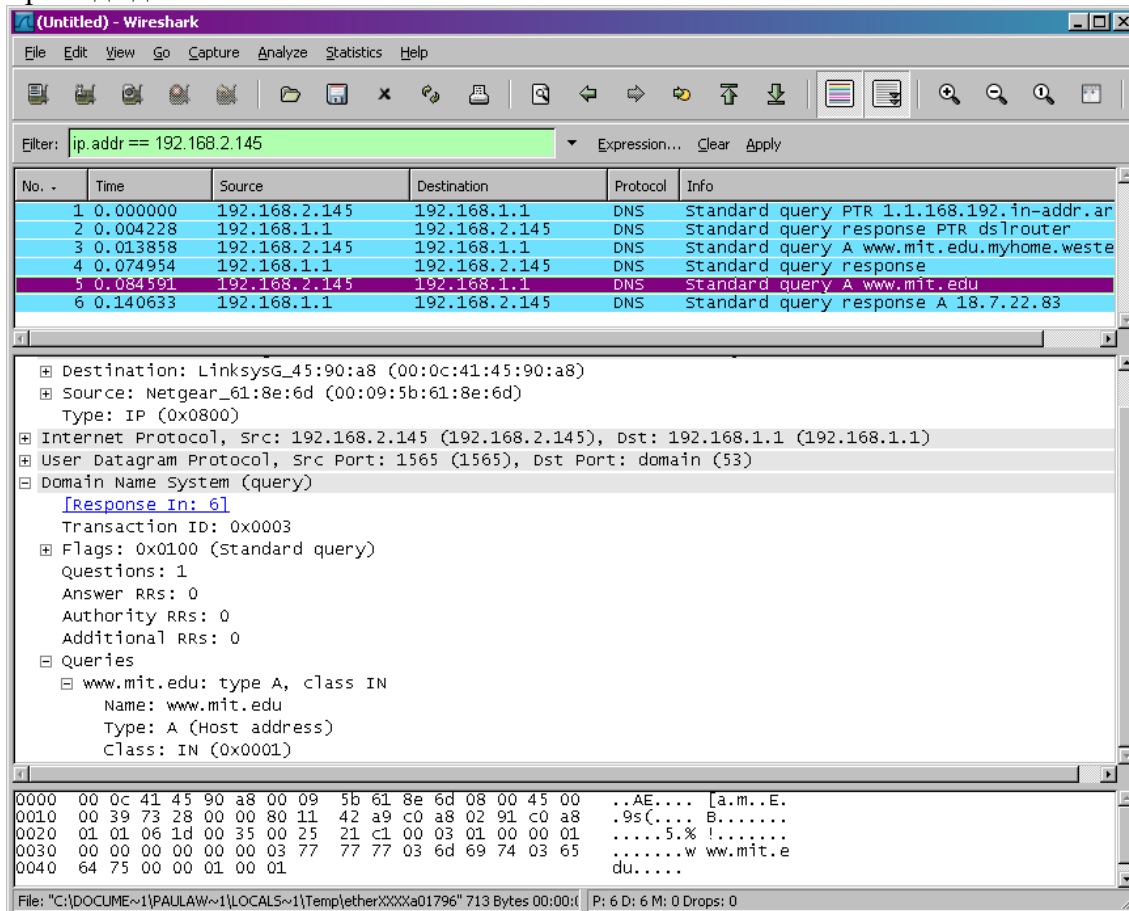 (Untitled) - Wireshark
File Edit View Go Capture Analyze Statistics Help
Filter: ip.addr == 192.168.2.145 Expression... Clear Apply
No. Time Source Destination Protocol Info
1 0.000000 192.168.2.145 192.168.1.1 DNS Standard query PTR 1.1.168.192.in-addr.ar
2 0.004228 192.168.1.1 192.168.2.145 DNS Standard query response PTR dslrouter
3 0.013858 192.168.2.145 192.168.1.1 DNS Standard query A www.mit.edu.myhome.weste
4 0.074954 192.168.1.1 192.168.2.145 DNS Standard query response
5 0.084591 192.168.2.145 192.168.1.1 DNS Standard query A www.mit.edu
6 0.140633 192.168.1.1 192.168.2.145 DNS Standard query response A 18.7.22.83
Destination: LinksysG_45:90:a8 (00:0c:41:45:90:a8)
Source: Netgear_61:8e:6d (00:09:5b:61:8e:6d)
Type: IP (0x0800)
Internet Protocol, Src: 192.168.2.145 (192.168.2.145), Dst: 192.168.1.1 (192.168.1.1)
User Datagram Protocol, Src Port: 1565 (1565), Dst Port: domain (53)
Domain Name System (query)
[Response In: 6]
Transaction ID: 0x0003
Flags: 0x0100 (Standard query)
Questions: 1
Answer RRs: 0
Authority RRs: 0
Additional RRs: 0
Queries
www.mit.edu: type A, class IN
Name: www.mit.edu
Type: A (Host address)
Class: IN (0x0001)
0000 00 0c 41 45 90 a8 00 09 5b 61 8e 6d 08 00 45 00 ..AE.... [a.m..E.
0010 00 39 73 28 00 00 80 11 42 a9 c0 a8 02 91 c0 a8 .9s(.... B.......
0020 01 01 06 1d 00 35 00 25 21 c1 00 03 01 00 00 01 .....5.% !.......
0030 00 00 00 00 00 00 03 77 77 77 03 6d 69 74 03 65 .......w ww.mit.e
0040 64 75 00 00 01 00 01 du.....
File: "C:\DOCUME~1\PAULAW~1\LOCALS~1\Temp\etherXXXXa01796" 713 Bytes 00:00:( P: 6 D: 6 M: 0 Drops: 0